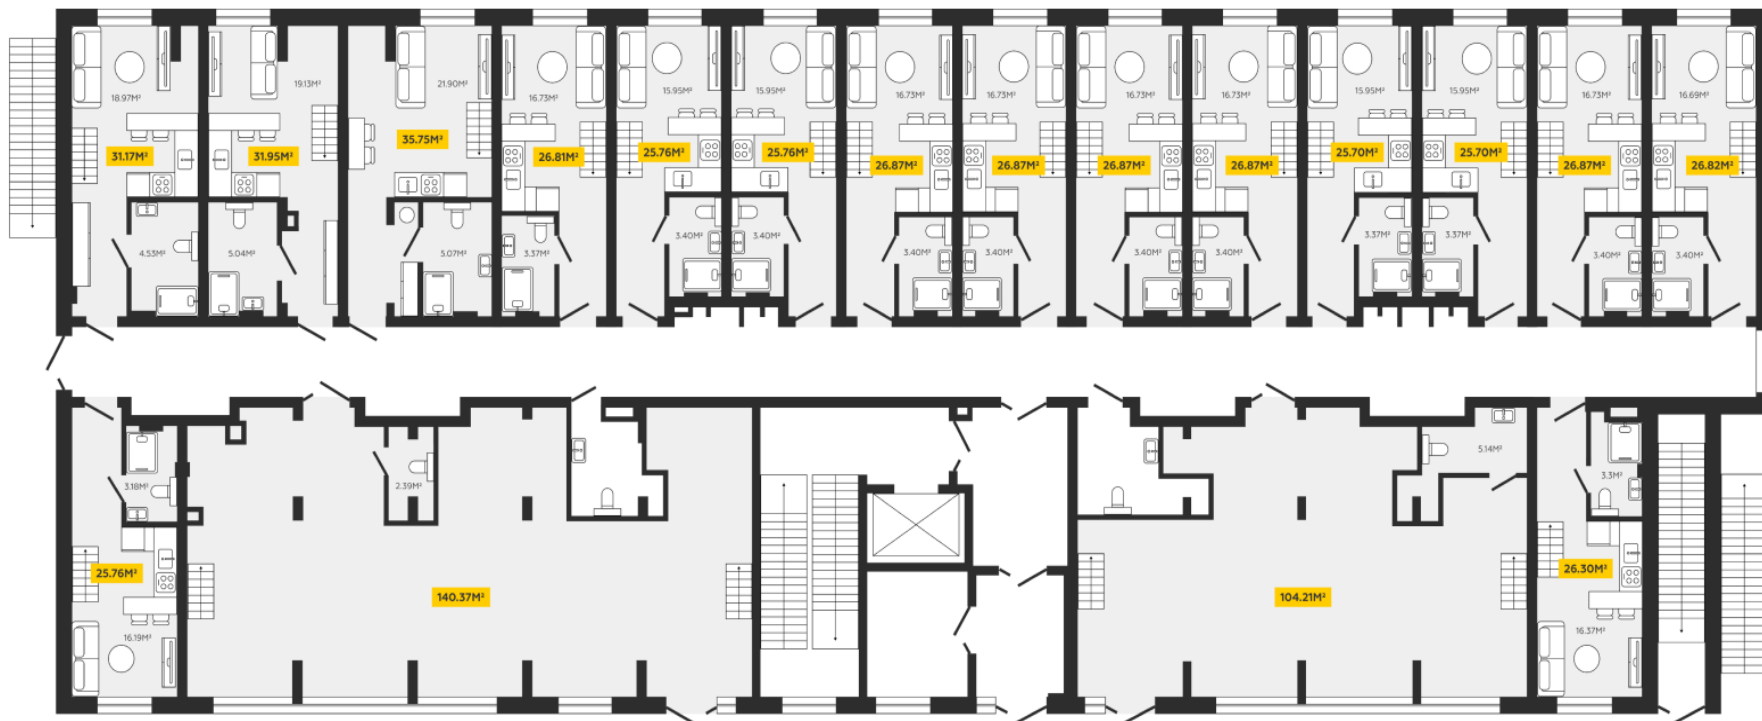 18.97M²
19.13M²
21.90M²
16.73M²
15.95M²
15.95M²
16.73M²
16.73M²
16.73M²
16.73M²
15.95M²
15.95M²
16.73M²
16.69M²
31.17M²
31.95M²
35.75M²
26.81M²
25.76M²
25.76M²
26.87M²
26.87M²
26.87M²
26.87M²
25.70M²
25.70M²
26.87M²
26.82M²
4.53M²
5.04M²
5.07M²
3.37M²
3.40M²
3.40M²
3.40M²
3.40M²
3.40M²
3.40M²
3.37M²
3.37M²
3.40M²
3.40M²
3.18M²
2.39M²
5.14M²
3.3M²
25.76M²
140.37M²
104.21M²
26.30M²
16.19M²
16.37M²